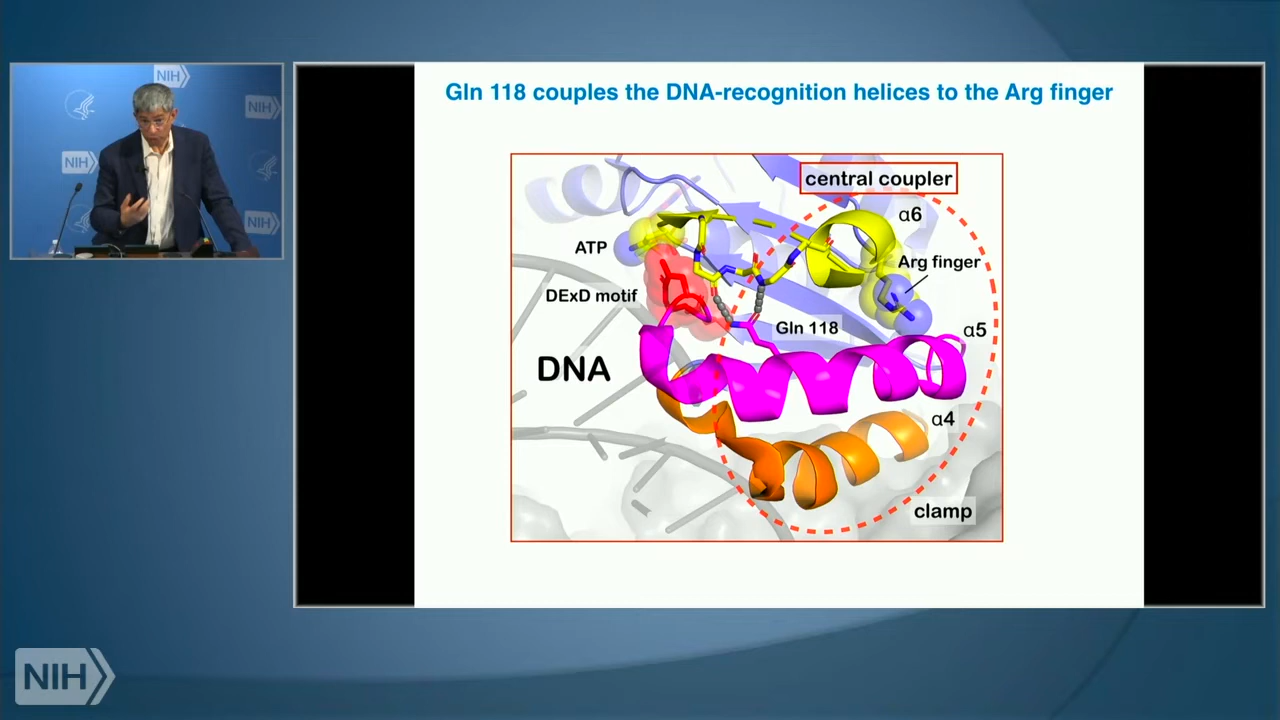 NIH
NIH
NIH
NIH
Gln 118 couples the DNA-recognition helices to the Arg finger
central coupler
α6
ATP
Arg finger
DExD motif
Gln 118
α5
DNA
α4
clamp
NIH